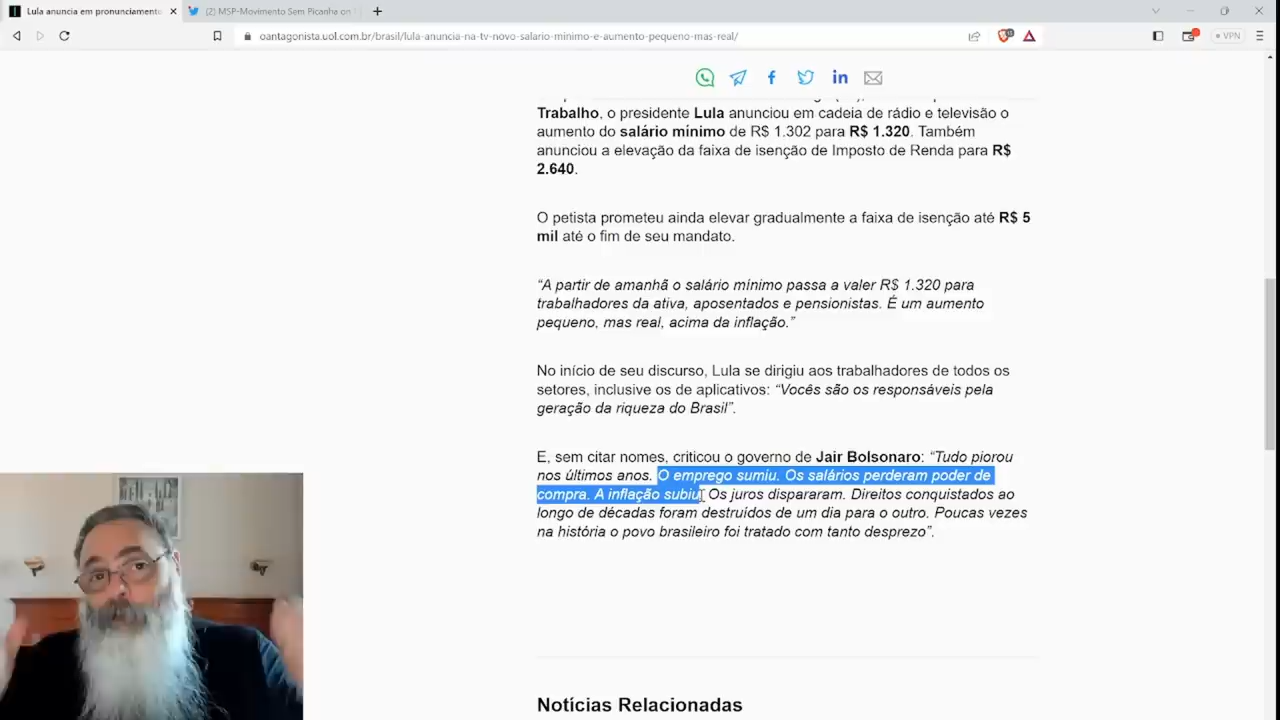 Lula anuncia em pronunciamento
(2) MSP-Movimento Sem Picanha on
oantagonista.uol.com.br/brasil/lula-anuncia-na-tv-novo-salario-minimo-e-aumento-pequeno-mas-real/
VPN
Trabalho, o presidente Lula anunciou em cadeia de rádio e televisão o
aumento do salário mínimo de R$ 1.302 para R$ 1.320. Também
anunciou a elevação da faixa de isenção de Imposto de Renda para R$
2.640.
O petista prometeu ainda elevar gradualmente a faixa de isenção até R$ 5
mil até o fim de seu mandato.
“A partir de amanhã o salário mínimo passa a valer R$ 1.320 para
trabalhadores da ativa, aposentados e pensionistas. É um aumento
pequeno, mas real, acima da inflação.”
No início de seu discurso, Lula se dirigiu aos trabalhadores de todos os
setores, inclusive os de aplicativos: “Vocês são os responsáveis pela
geração da riqueza do Brasil”.
E, sem citar nomes, criticou o governo de Jair Bolsonaro: “Tudo piorou
nos últimos anos. O emprego sumiu. Os salários perderam poder de
compra. A inflação subiu. Os juros dispararam. Direitos conquistados ao
longo de décadas foram destruídos de um dia para o outro. Poucas vezes
na história o povo brasileiro foi tratado com tanto desprezo”.
Notícias Relacionadas